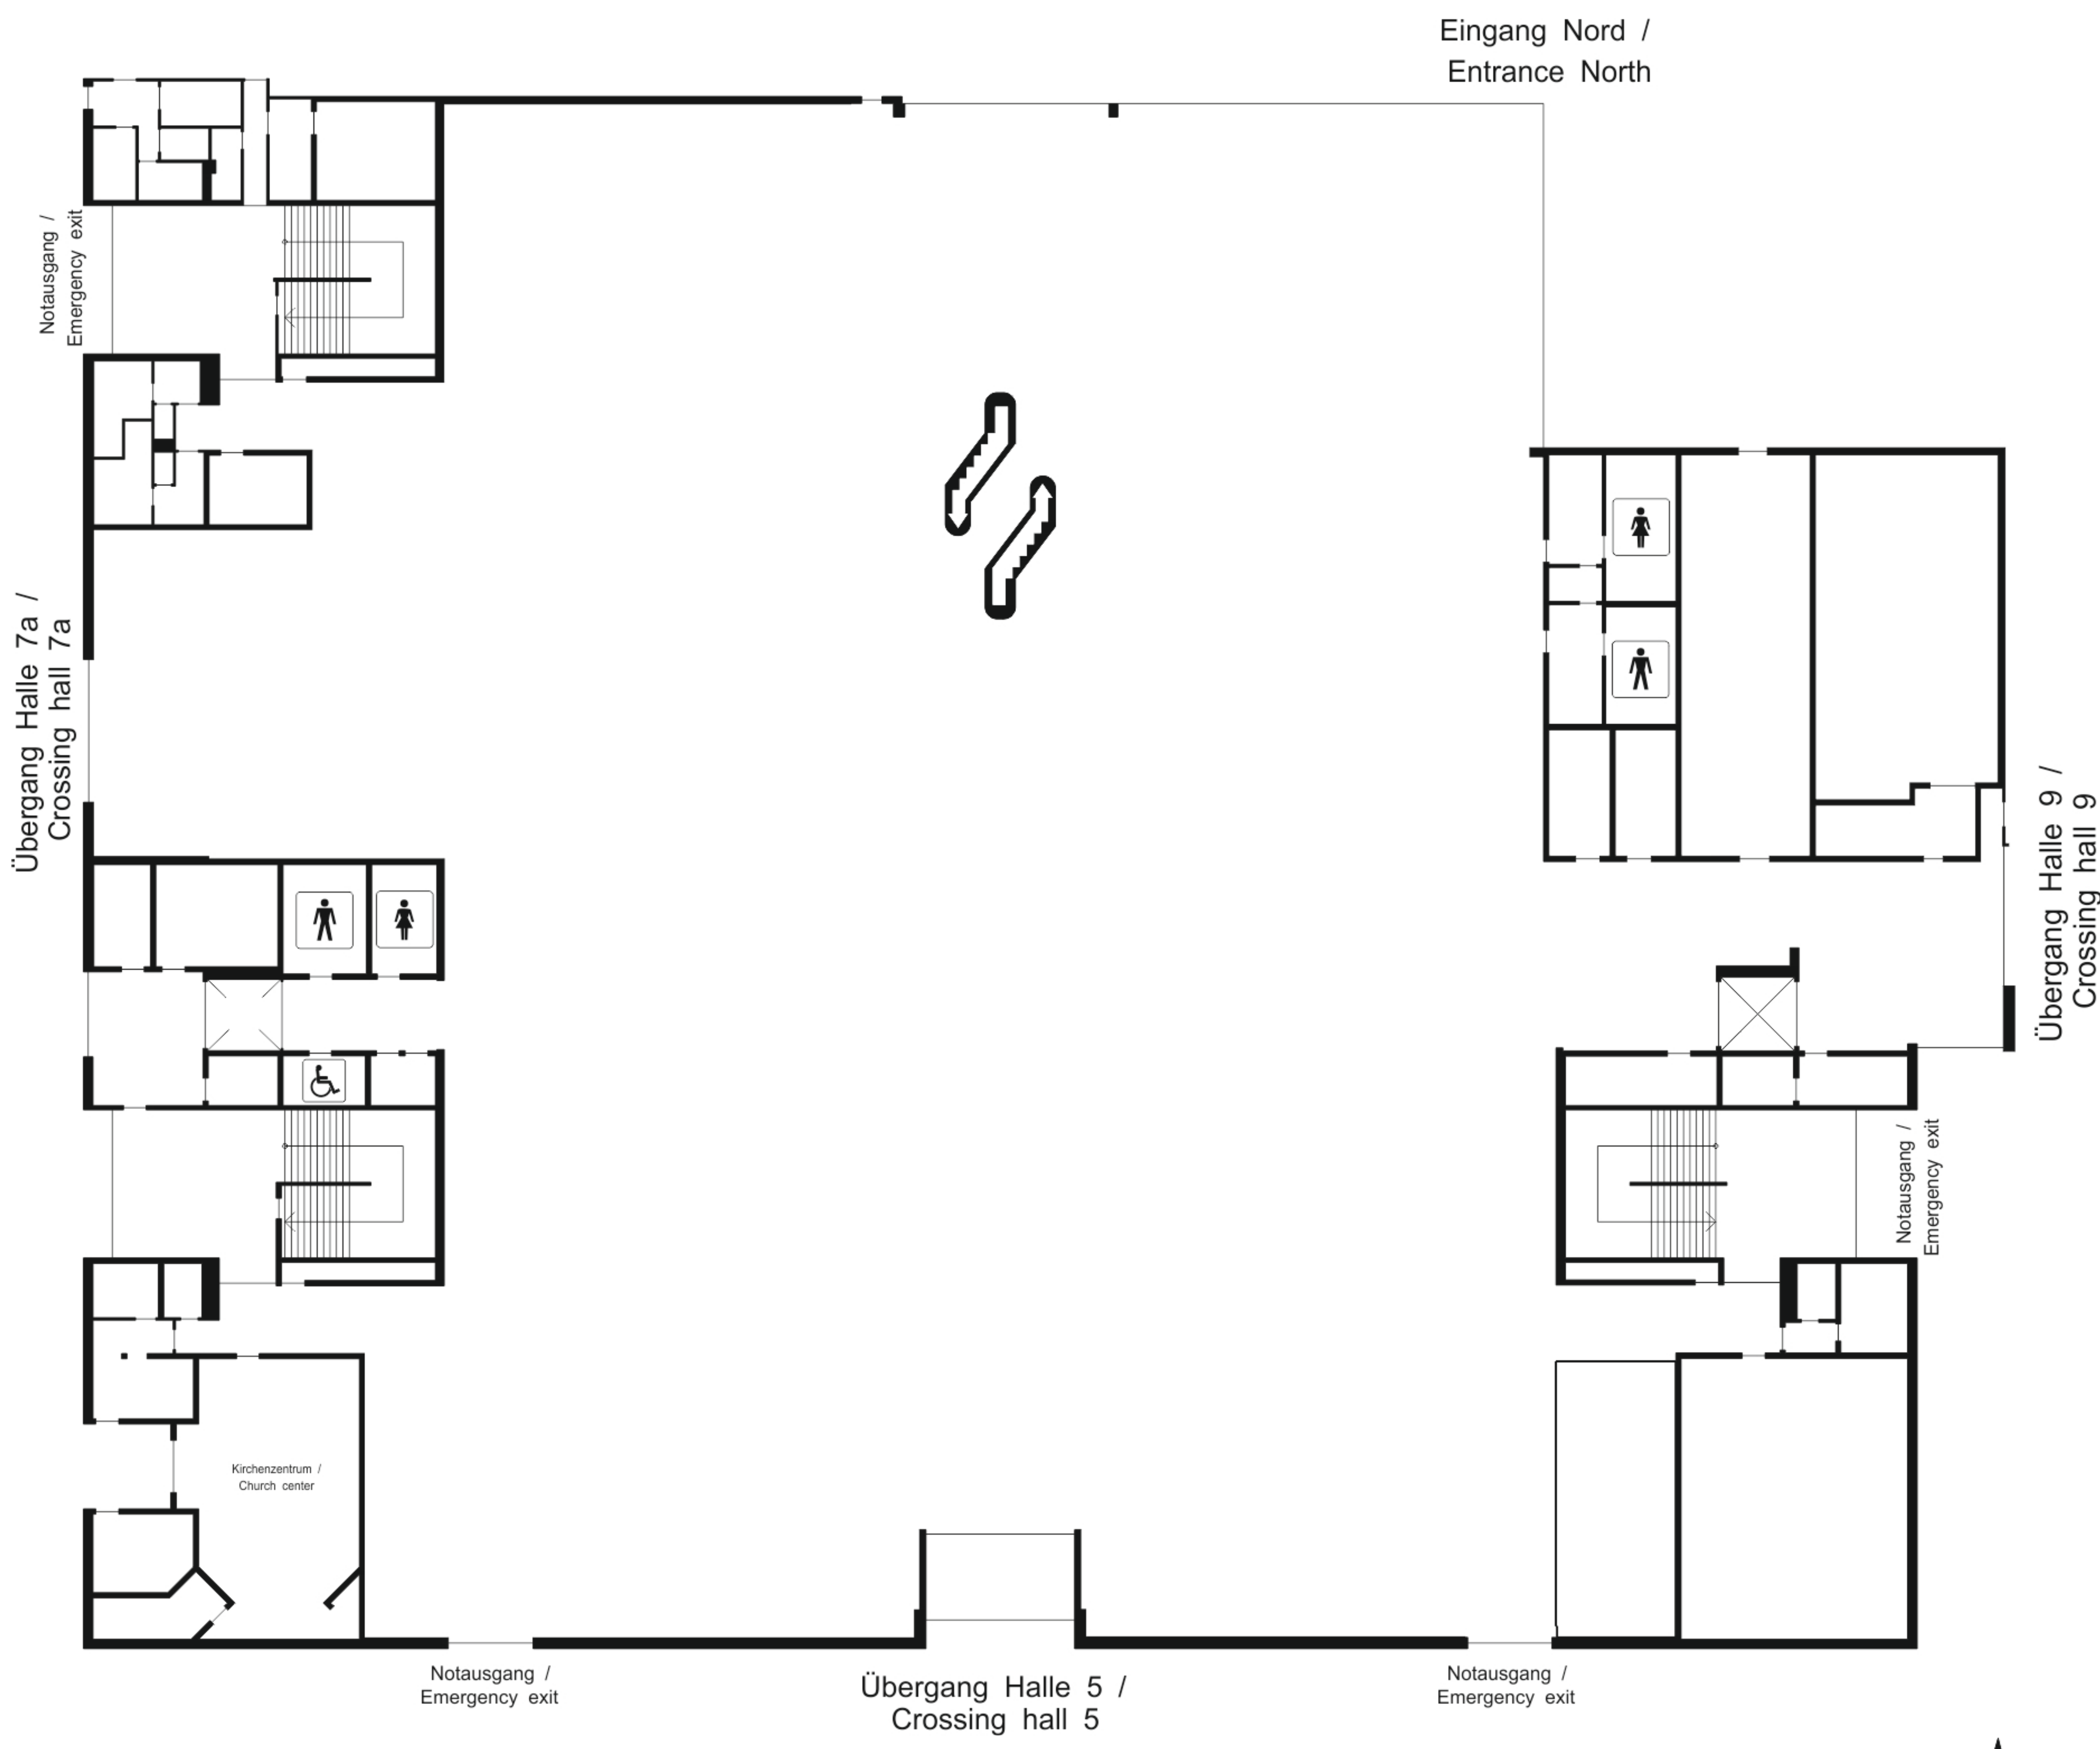 Eingang Nord /
Entrance North
Notausgang /
Emergency exit
Übergang Halle 7a /
Crossing hall 7a
Übergang Halle 9 /
Crossing hall 9
Notausgang /
Emergency exit
Kirchenzentrum /
Church center
Notausgang /
Emergency exit
Übergang Halle 5 /
Crossing hall 5
Notausgang /
Emergency exit